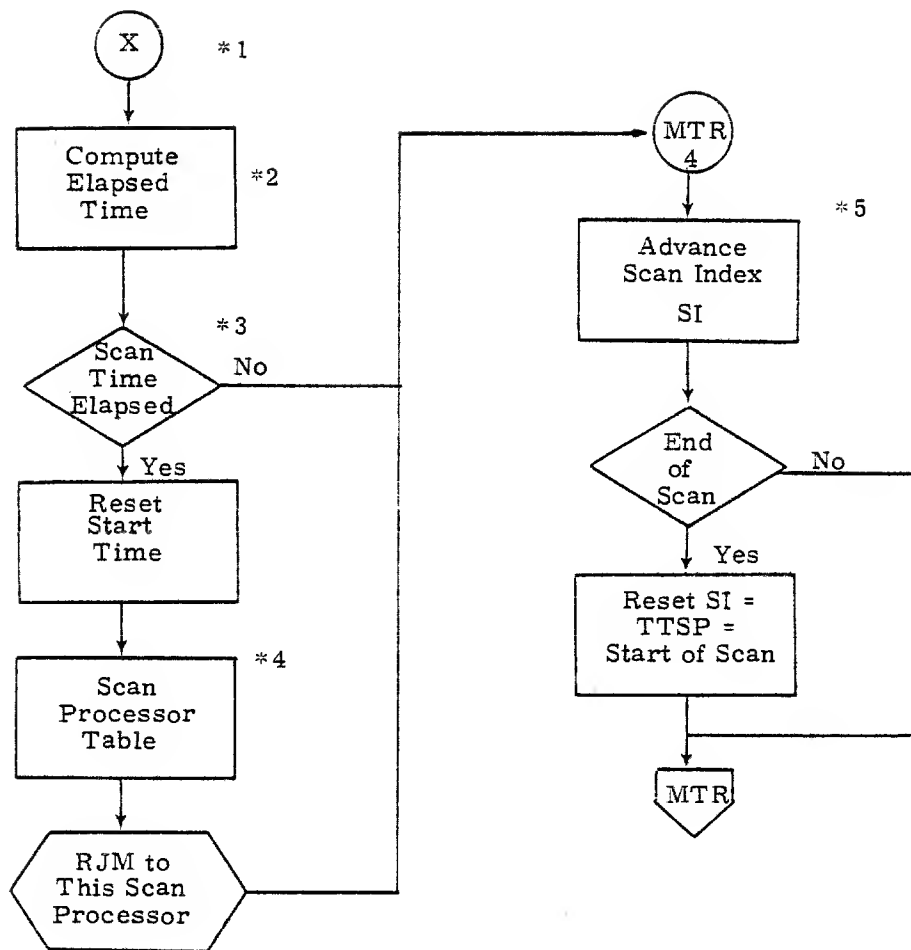 X
*1
Compute
Elapsed
Time
*2
*3
Scan
Time
Elapsed
No
Yes
Reset
Start
Time
*4
Scan
Processor
Table
RJM to
This Scan
Processor
MTR
4
*5
Advance
Scan Index
SI
End
of
Scan
No
Yes
Reset SI =
TTSP =
Start of Scan
MTR